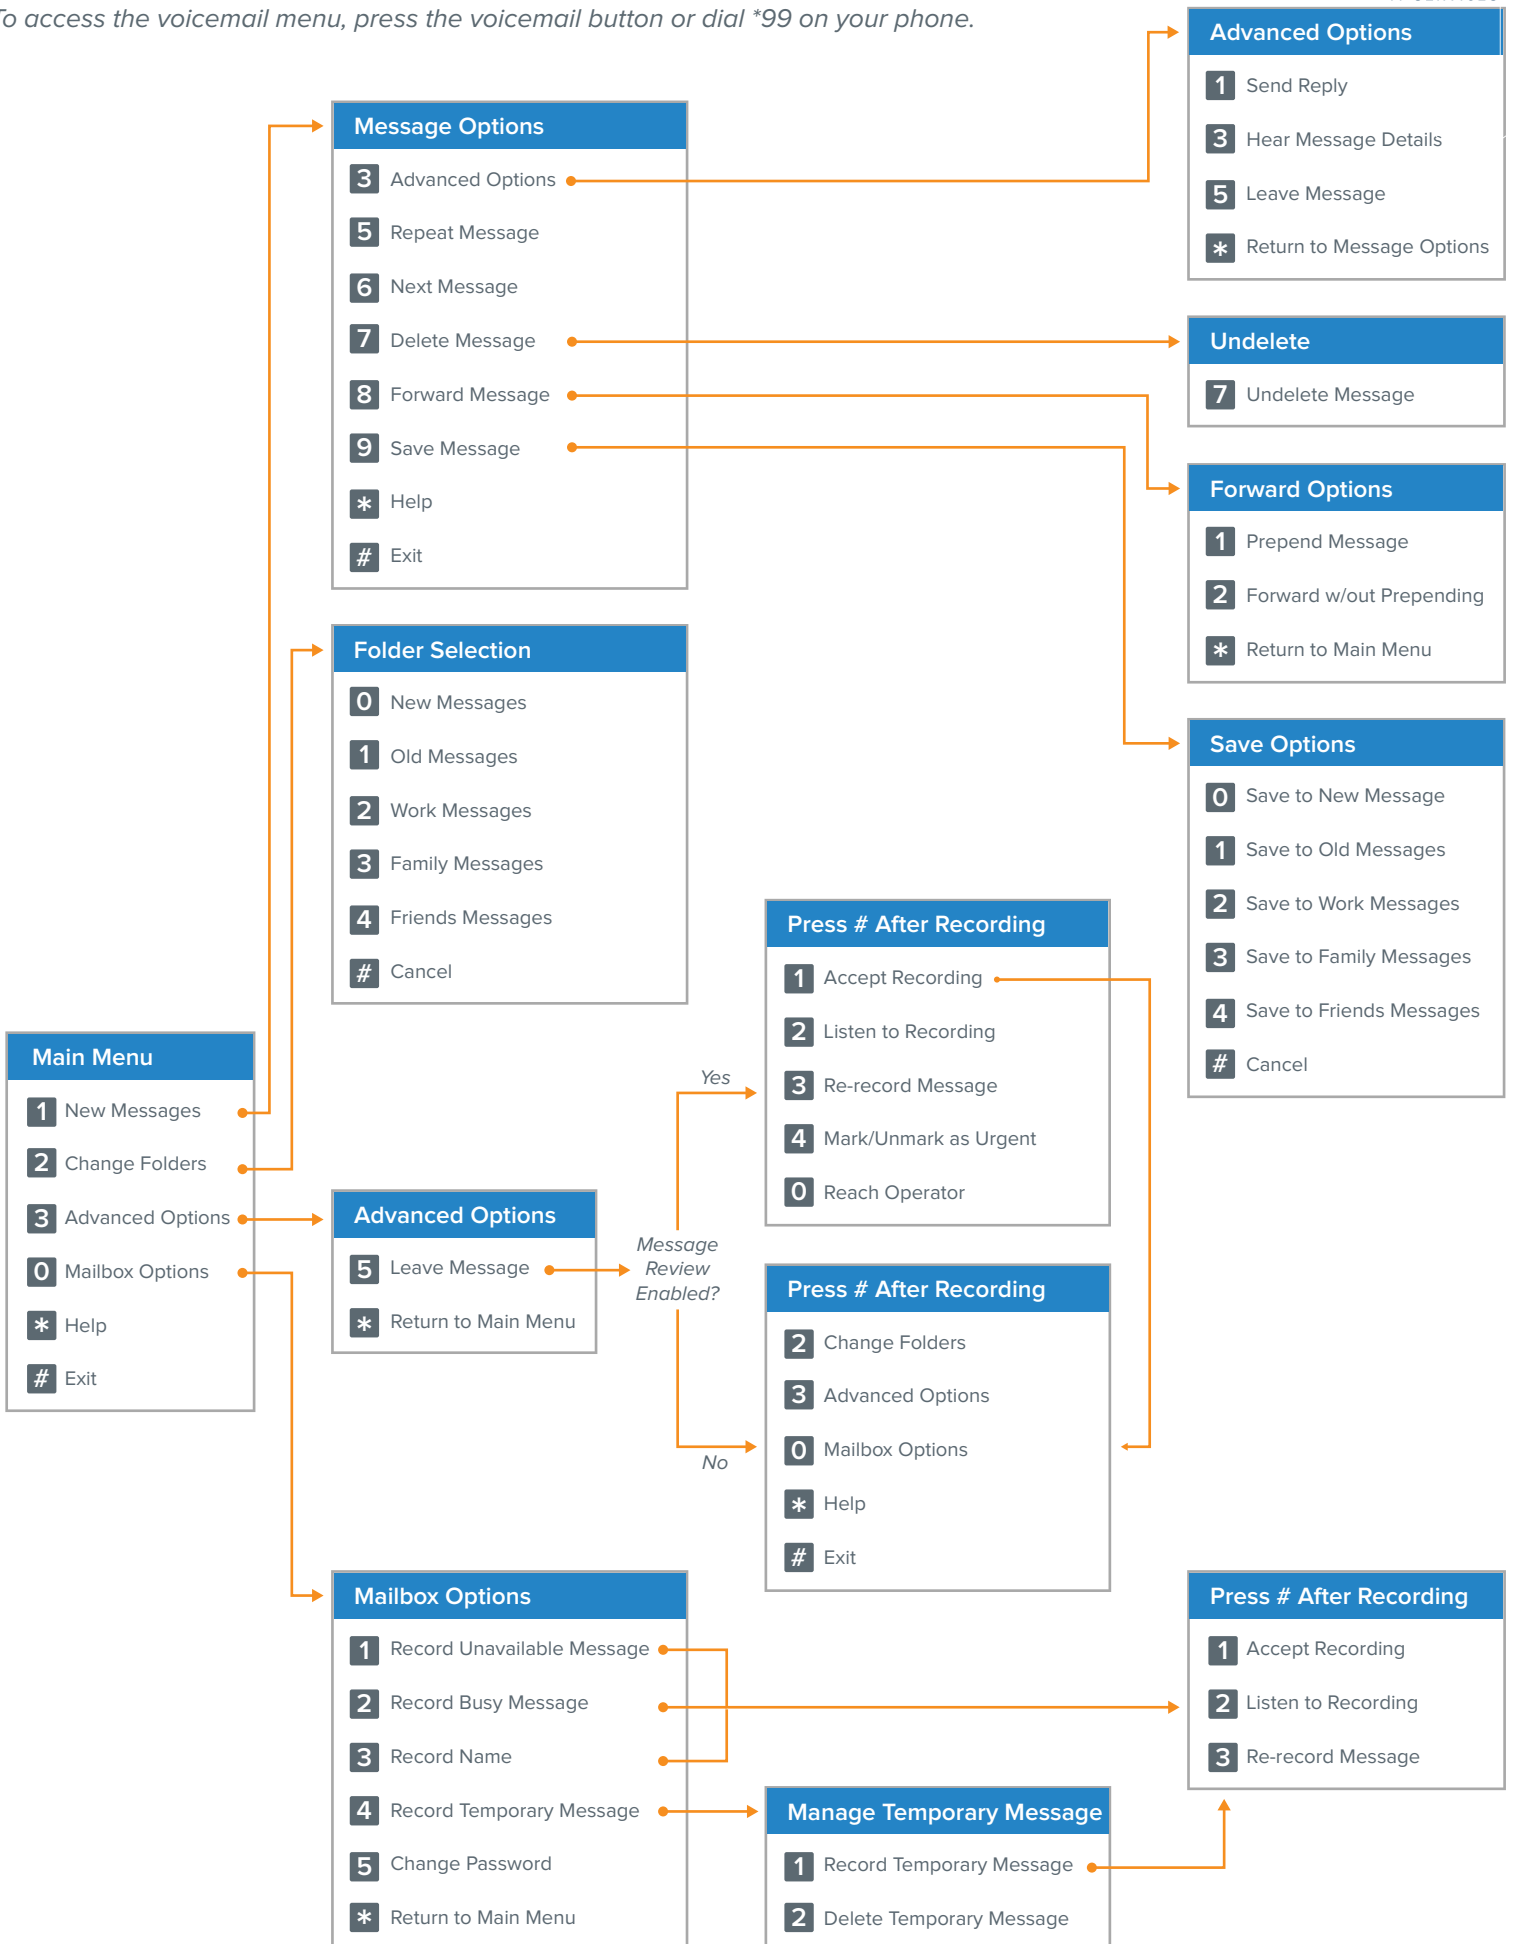 To access the voicemail menu, press the voicemail button or dial *99 on your phone.
Message Options
3 Advanced Options
5 Repeat Message
6 Next Message
7 Delete Message
8 Forward Message
9 Save Message
* Help
# Exit
Advanced Options
1 Send Reply
3 Hear Message Details
5 Leave Message
* Return to Message Options
Undelete
7 Undelete Message
Forward Options
1 Prepend Message
2 Forward w/out Prepending
* Return to Main Menu
Save Options
0 Save to New Message
1 Save to Old Messages
2 Save to Work Messages
3 Save to Family Messages
4 Save to Friends Messages
# Cancel
Folder Selection
0 New Messages
1 Old Messages
2 Work Messages
3 Family Messages
4 Friends Messages
# Cancel
Main Menu
1 New Messages
2 Change Folders
3 Advanced Options
0 Mailbox Options
* Help
# Exit
Advanced Options
5 Leave Message
* Return to Main Menu
Message
Review
Enabled?
Yes
No
Press # After Recording
1 Accept Recording
2 Listen to Recording
3 Re-record Message
4 Mark/Unmark as Urgent
0 Reach Operator
Press # After Recording
2 Change Folders
3 Advanced Options
0 Mailbox Options
* Help
# Exit
Mailbox Options
1 Record Unavailable Message
2 Record Busy Message
3 Record Name
4 Record Temporary Message
5 Change Password
* Return to Main Menu
Manage Temporary Message
1 Record Temporary Message
2 Delete Temporary Message
Press # After Recording
1 Accept Recording
2 Listen to Recording
3 Re-record Message